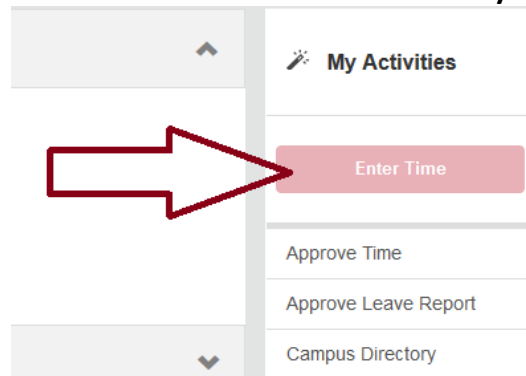 My Activities
Enter Time
Approve Time
Approve Leave Report
Campus Directory